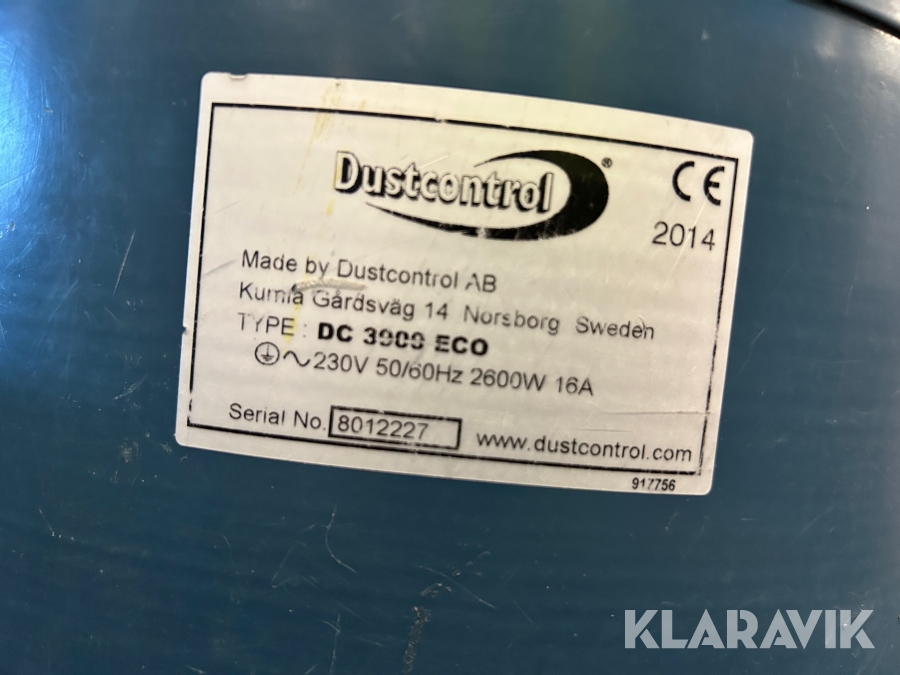 Dustcontrol®
CE
2014
Made by Dustcontrol AB
Kumla Gårdsväg 14 Norsborg Sweden
TYPE : DC 3900 ECO
230V 50/60Hz 2600W 16A
Serial No. 8012227
www.dustcontrol.com
917756
KLARAVIK